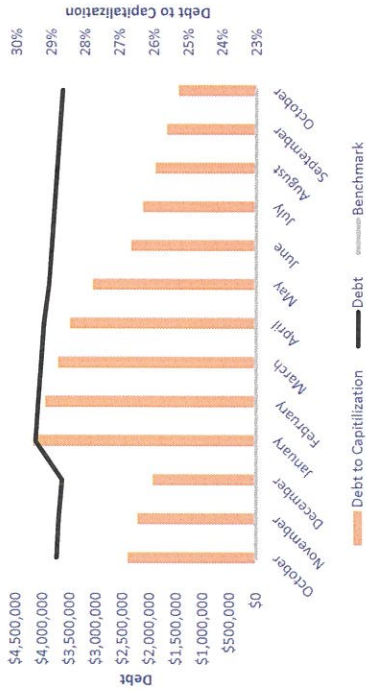 Debt to Capitalization
30%
29%
28%
27%
26%
25%
24%
23%
Debt
$4,500,000
$4,000,000
$3,500,000
$3,000,000
$2,500,000
$2,000,000
$1,500,000
$1,000,000
$500,000
$0
October
November
December
January
February
March
April
May
June
July
August
September
October
Debt to Capitilization
Debt
Benchmark